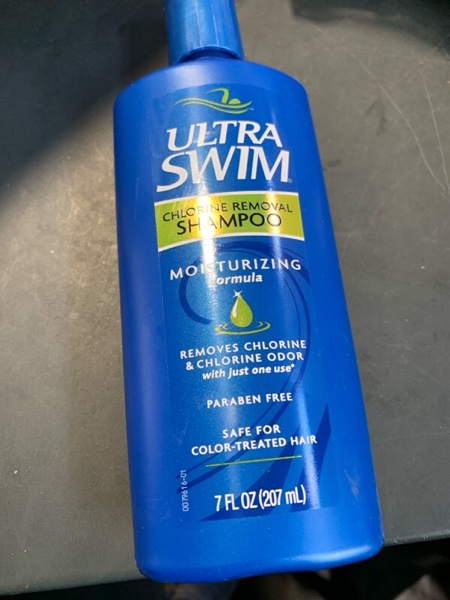 ULTRA
SWIM
CHLORINE REMOVAL
SHAMPOO
MOISTURIZING
formula
REMOVES CHLORINE
& CHLORINE ODOR
with just one use*
PARABEN FREE
SAFE FOR
COLOR-TREATED HAIR
7 FL OZ (207 mL)
0079616-01